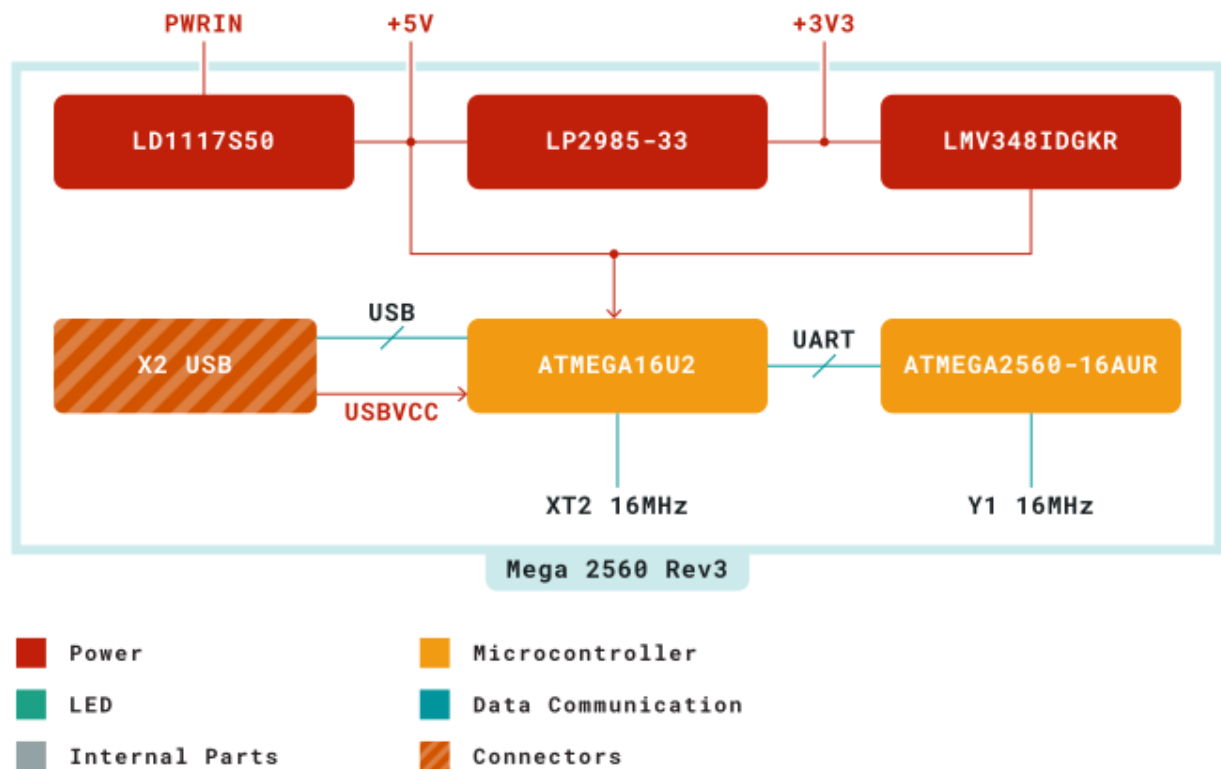 PWRIN
+5V
+3V3
LD1117S50
LP2985-33
LMV348IDGKR
USB
UART
X2 USB
ATMEGA16U2
ATMEGA2560-16AUR
USBVCC
XT2 16MHz
Y1 16MHz
Mega 2560 Rev3
Power
Microcontroller
LED
Data Communication
Internal Parts
Connectors